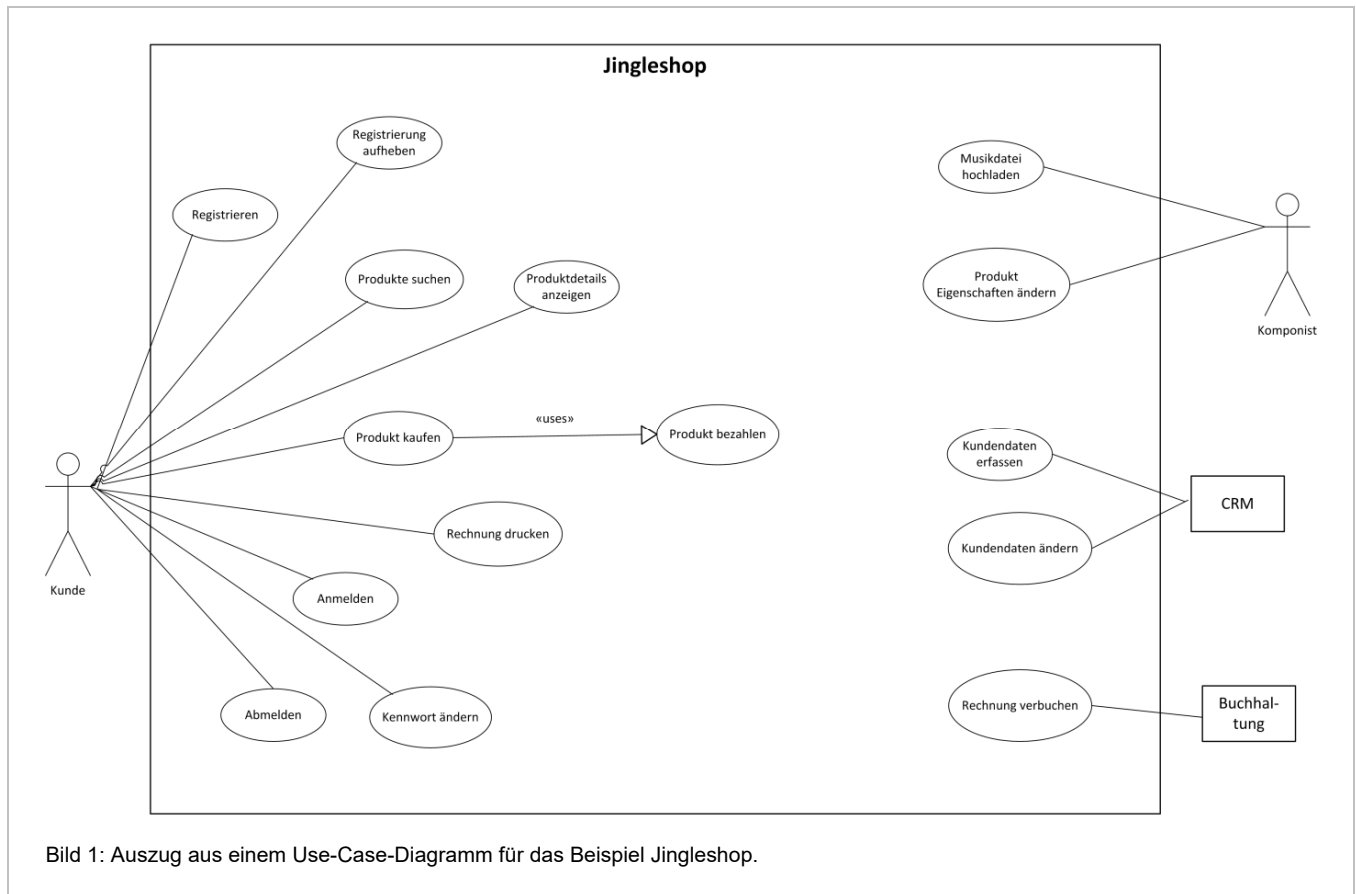 Jingleshop
Registrierung
aufheben
Musikdatei
hochladen
Registrieren
Produkte suchen
Produktdetails
anzeigen
Produkt
Eigenschaften ändern
Komponist
«uses»
Produkt kaufen
Produkt bezahlen
Kundendaten
erfassen
CRM
Rechnung drucken
Kundendaten ändern
Kunde
Anmelden
Abmelden
Kennwort ändern
Rechnung verbuchen
Buchhal-
tung
Bild 1: Auszug aus einem Use-Case-Diagramm für das Beispiel Jingleshop.